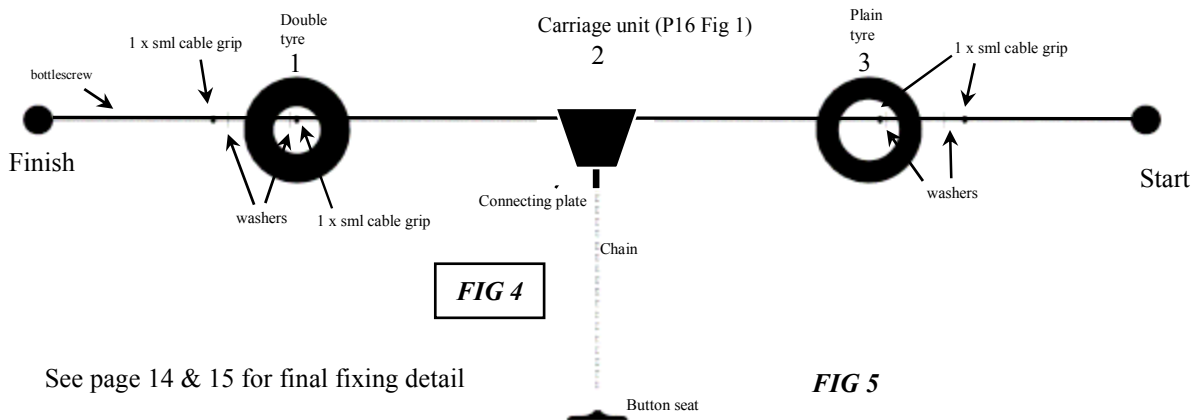 Double
tyre
1
Carriage unit (P16 Fig 1)
2
Plain
tyre
3
1 x sml cable grip
1 x sml cable grip
bottlescrew
Finish
Start
washers
1 x sml cable grip
Connecting plate
washers
Chain
FIG 4
See page 14 & 15 for final fixing detail
FIG 5
Button seat